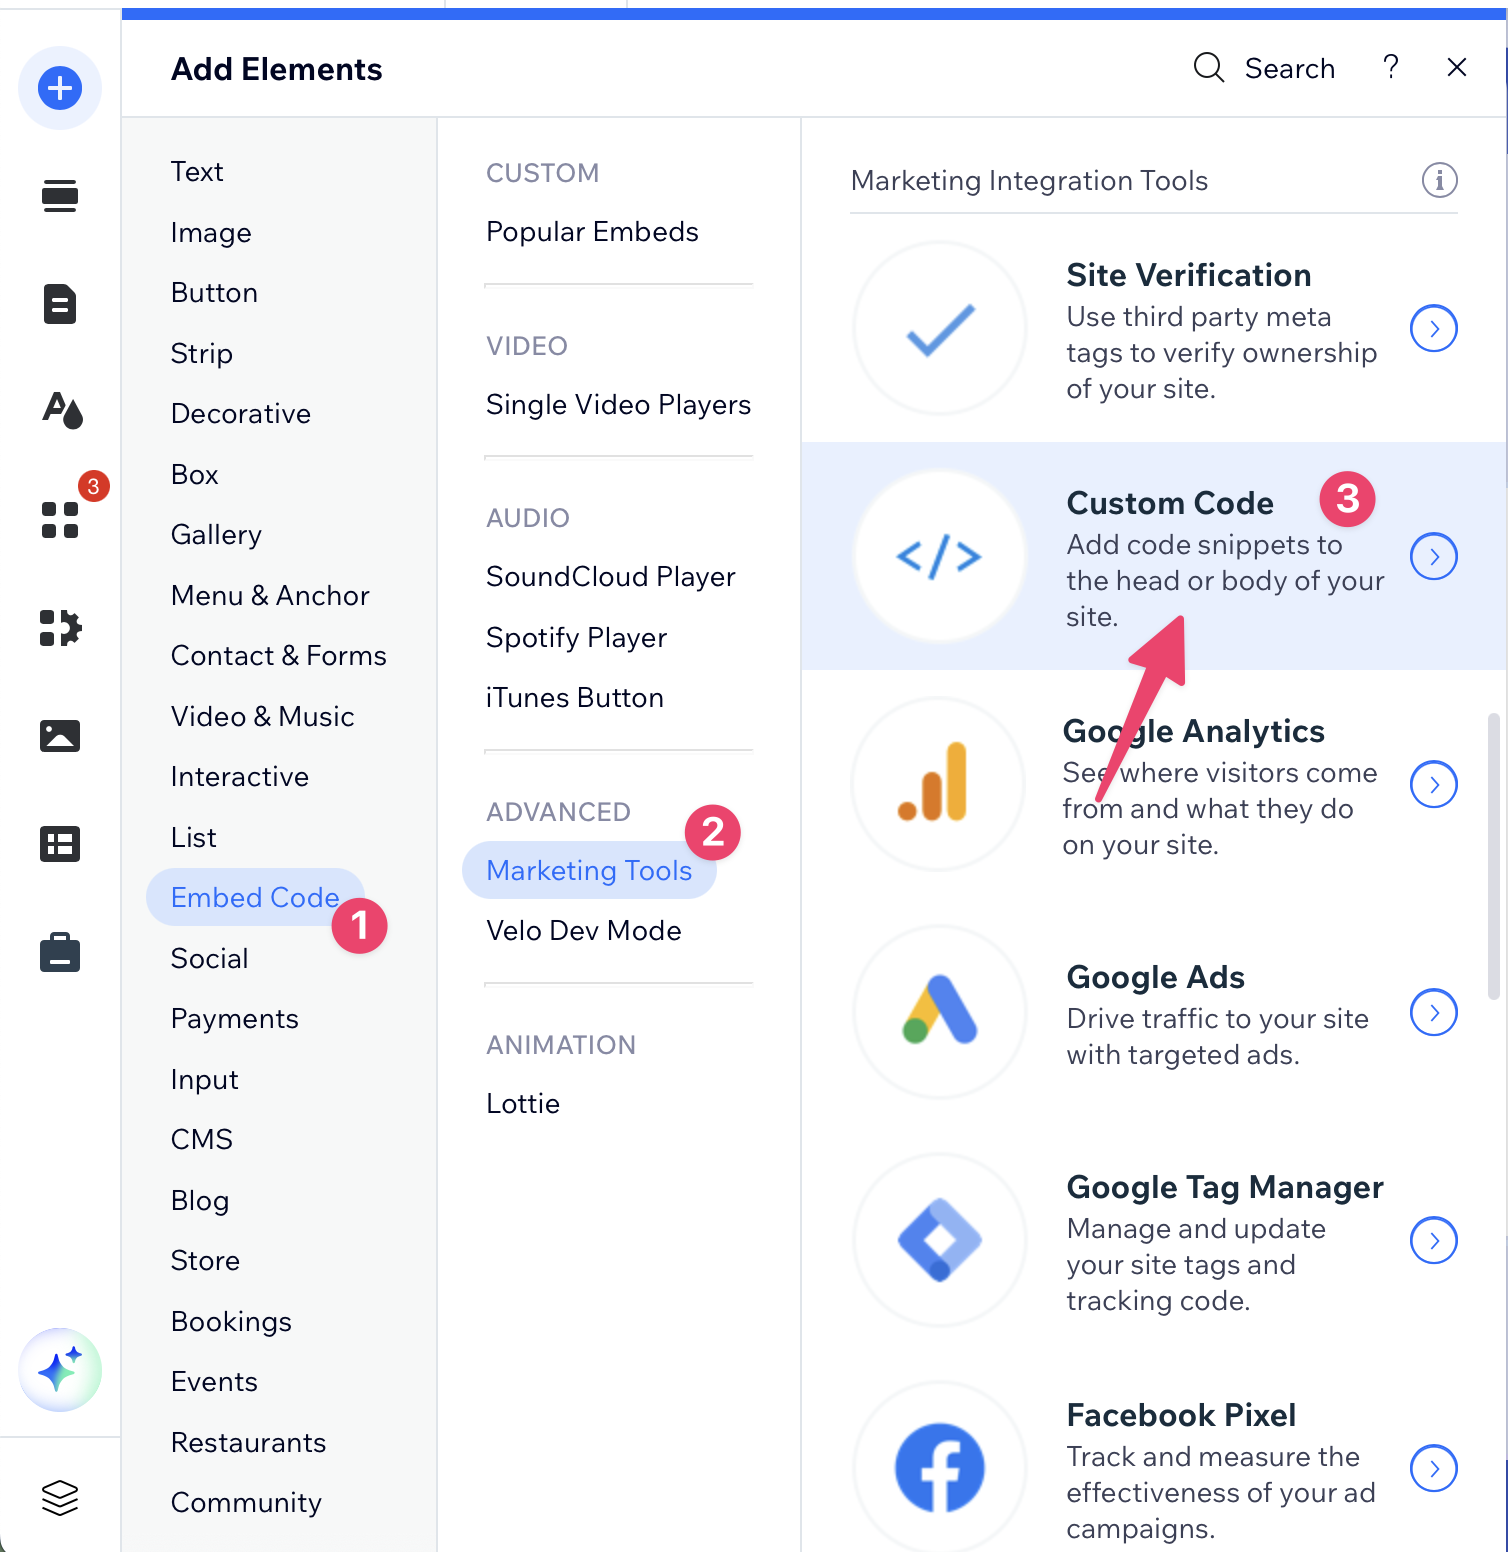 Add Elements
Search
?
3
Text
Image
Button
Strip
Decorative
Box
Gallery
Menu & Anchor
Contact & Forms
Video & Music
Interactive
List
Embed Code
1
Social
Payments
Input
CMS
Blog
Store
Bookings
Events
Restaurants
Community
CUSTOM
Popular Embeds
VIDEO
Single Video Players
AUDIO
SoundCloud Player
Spotify Player
iTunes Button
ADVANCED
2
Marketing Tools
Velo Dev Mode
ANIMATION
Lottie
Marketing Integration Tools
i
Site Verification
Use third party meta
tags to verify ownership
of your site.
</>
Custom Code
3
Add code snippets to
the head or body of your
site.
Google Analytics
See where visitors come
from and what they do
on your site.
Google Ads
Drive traffic to your site
with targeted ads.
Google Tag Manager
Manage and update
your site tags and
tracking code.
f
Facebook Pixel
Track and measure the
effectiveness of your ad
campaigns.